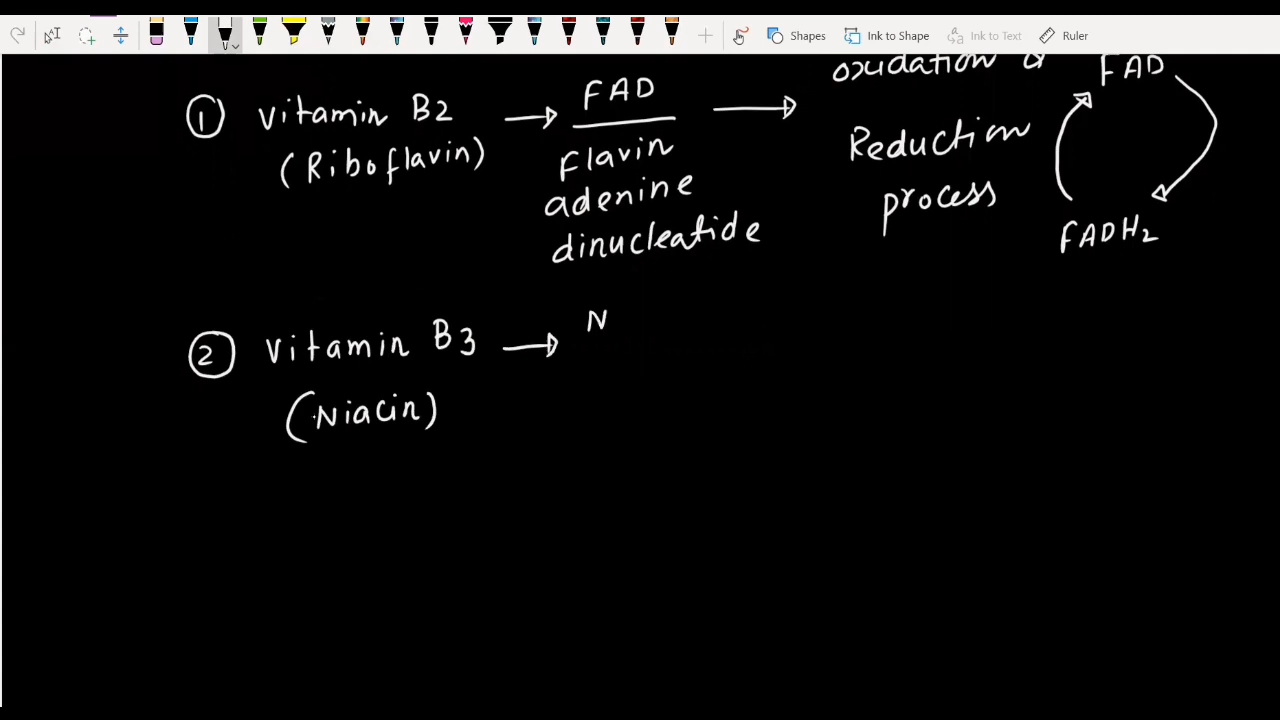 Shapes Ink to Shape Ink to Text Ruler
oxidation &
FAD
① Vitamin B2 → FAD →
(Riboflavin)
Flavin
adenine
dinucleatide
Reduction
process
FADH2
② Vitamin B3 → N
(Niacin)